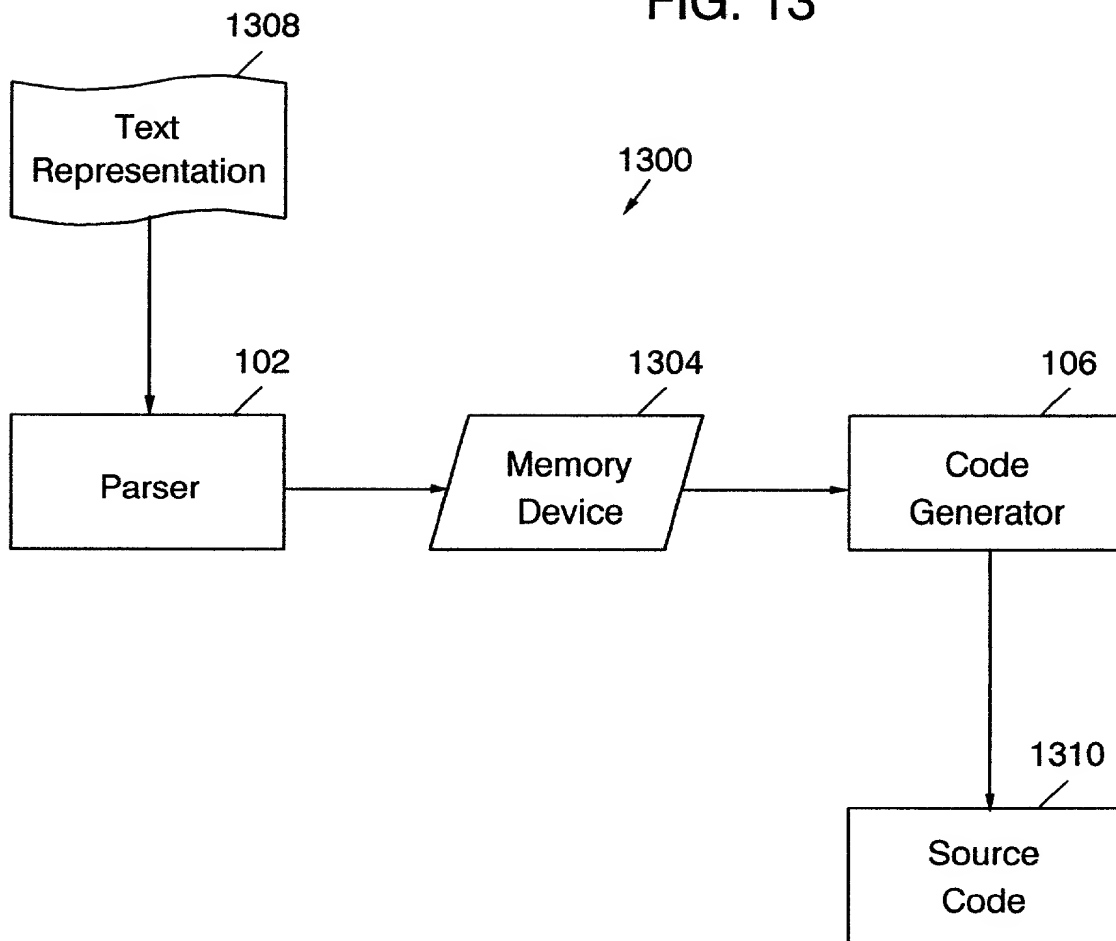 FIG. 13
1308
Text
Representation
1300
102
Parser
1304
Memory
Device
106
Code
Generator
1310
Source
Code